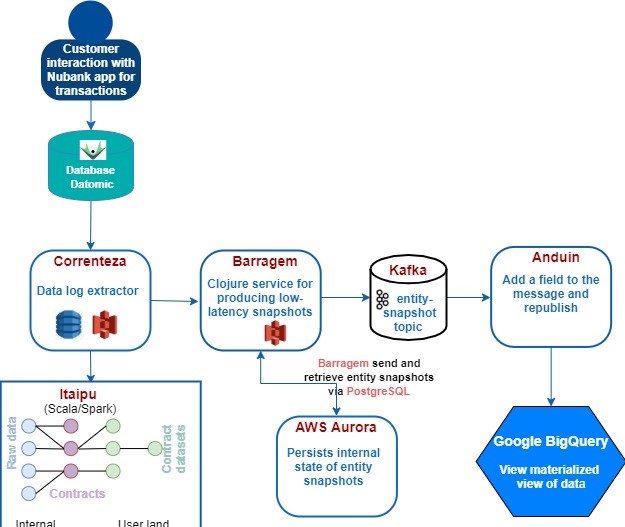 Customer
interaction with
Nubank app for
transactions
Database
Datomic
Correnteza
Data log extractor
Barragem
Clojure service for
producing low-
latency snapshots
Kafka
entity-
snapshot
topic
Anduin
Add a field to the
message and
republish
Barragem send and
retrieve entity snapshots
via PostgreSQL
Itaipu
(Scala/Spark)
Raw data
Contracts
Contract
datasets
Internal
User land
AWS Aurora
Persists internal
state of entity
snapshots
Google BigQuery
View materialized
view of data